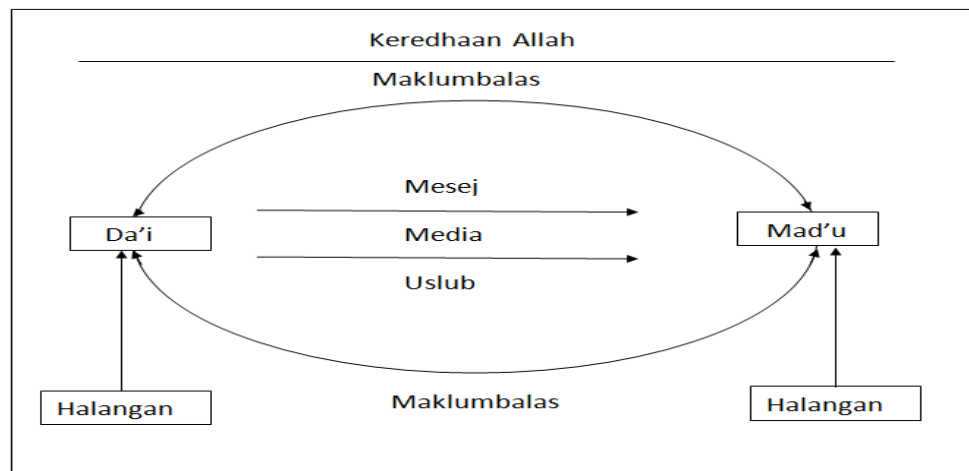 Keredhaan Allah
Maklumbalas
Mesej
Da’i
Media
Mad’u
Uslub
Halangan
Maklumbalas
Halangan